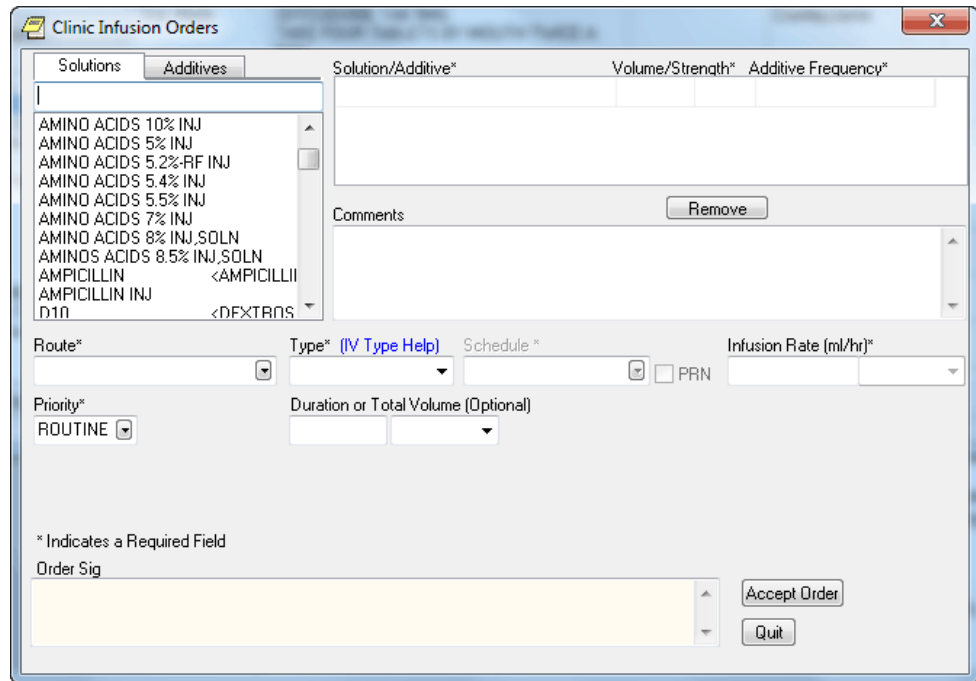 Clinic Infusion Orders
Solutions Additives
Solution/Additive* Volume/Strength* Additive Frequency*
AMINO ACIDS 10% INJ
AMINO ACIDS 5% INJ
AMINO ACIDS 5.2%-RF INJ
AMINO ACIDS 5.4% INJ
AMINO ACIDS 5.5% INJ
AMINO ACIDS 7% INJ
AMINO ACIDS 8% INJ,SOLN
AMINOS ACIDS 8.5% INJ,SOLN
AMPICILLIN <AMPICILLI
AMPICILLIN INJ
D10 <DEXTROS
Comments Remove
Route* Type* (IV Type Help) Schedule * PRN Infusion Rate (ml/hr)*
Priority* Duration or Total Volume (Optional)
ROUTINE
* Indicates a Required Field
Order Sig
Accept Order
Quit